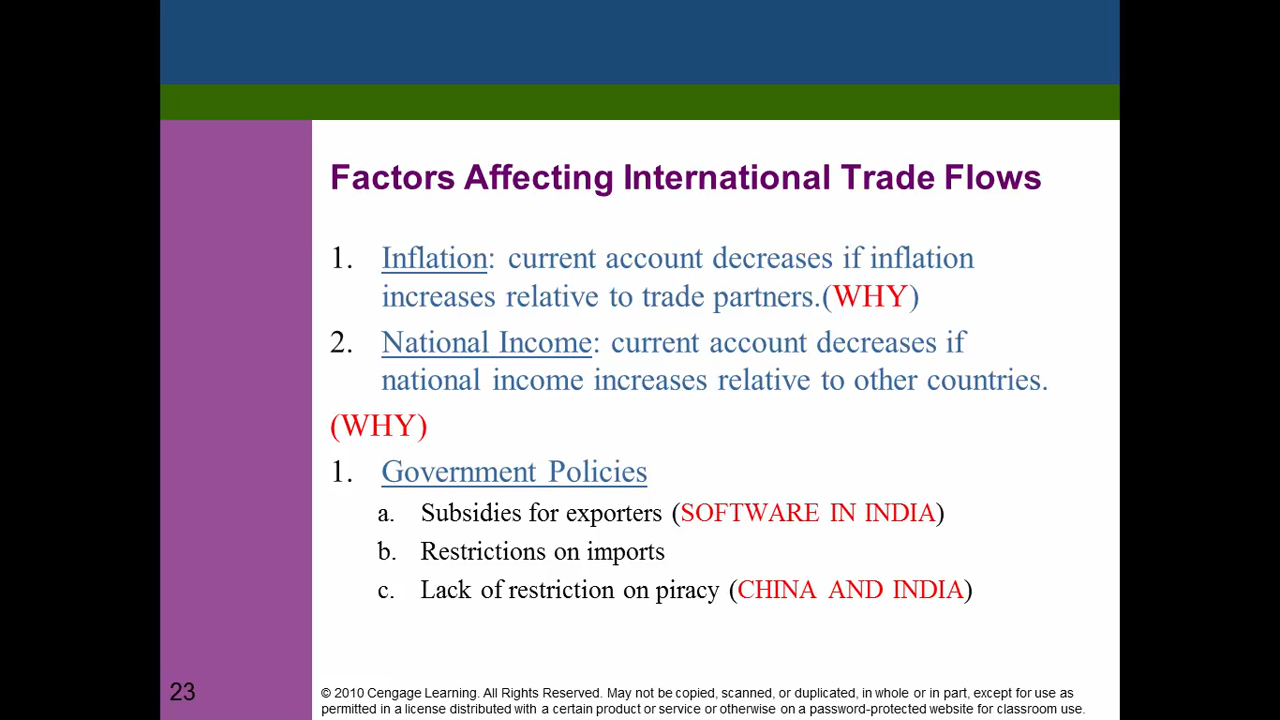 Factors Affecting International Trade Flows
1. Inflation: current account decreases if inflation
increases relative to trade partners.(WHY)
2. National Income: current account decreases if
national income increases relative to other countries.
(WHY)
1. Government Policies
a. Subsidies for exporters (SOFTWARE IN INDIA)
b. Restrictions on imports
c. Lack of restriction on piracy (CHINA AND INDIA)
23
© 2010 Cengage Learning. All Rights Reserved. May not be copied, scanned, or duplicated, in whole or in part, except for use as
permitted in a license distributed with a certain product or service or otherwise on a password-protected website for classroom use.